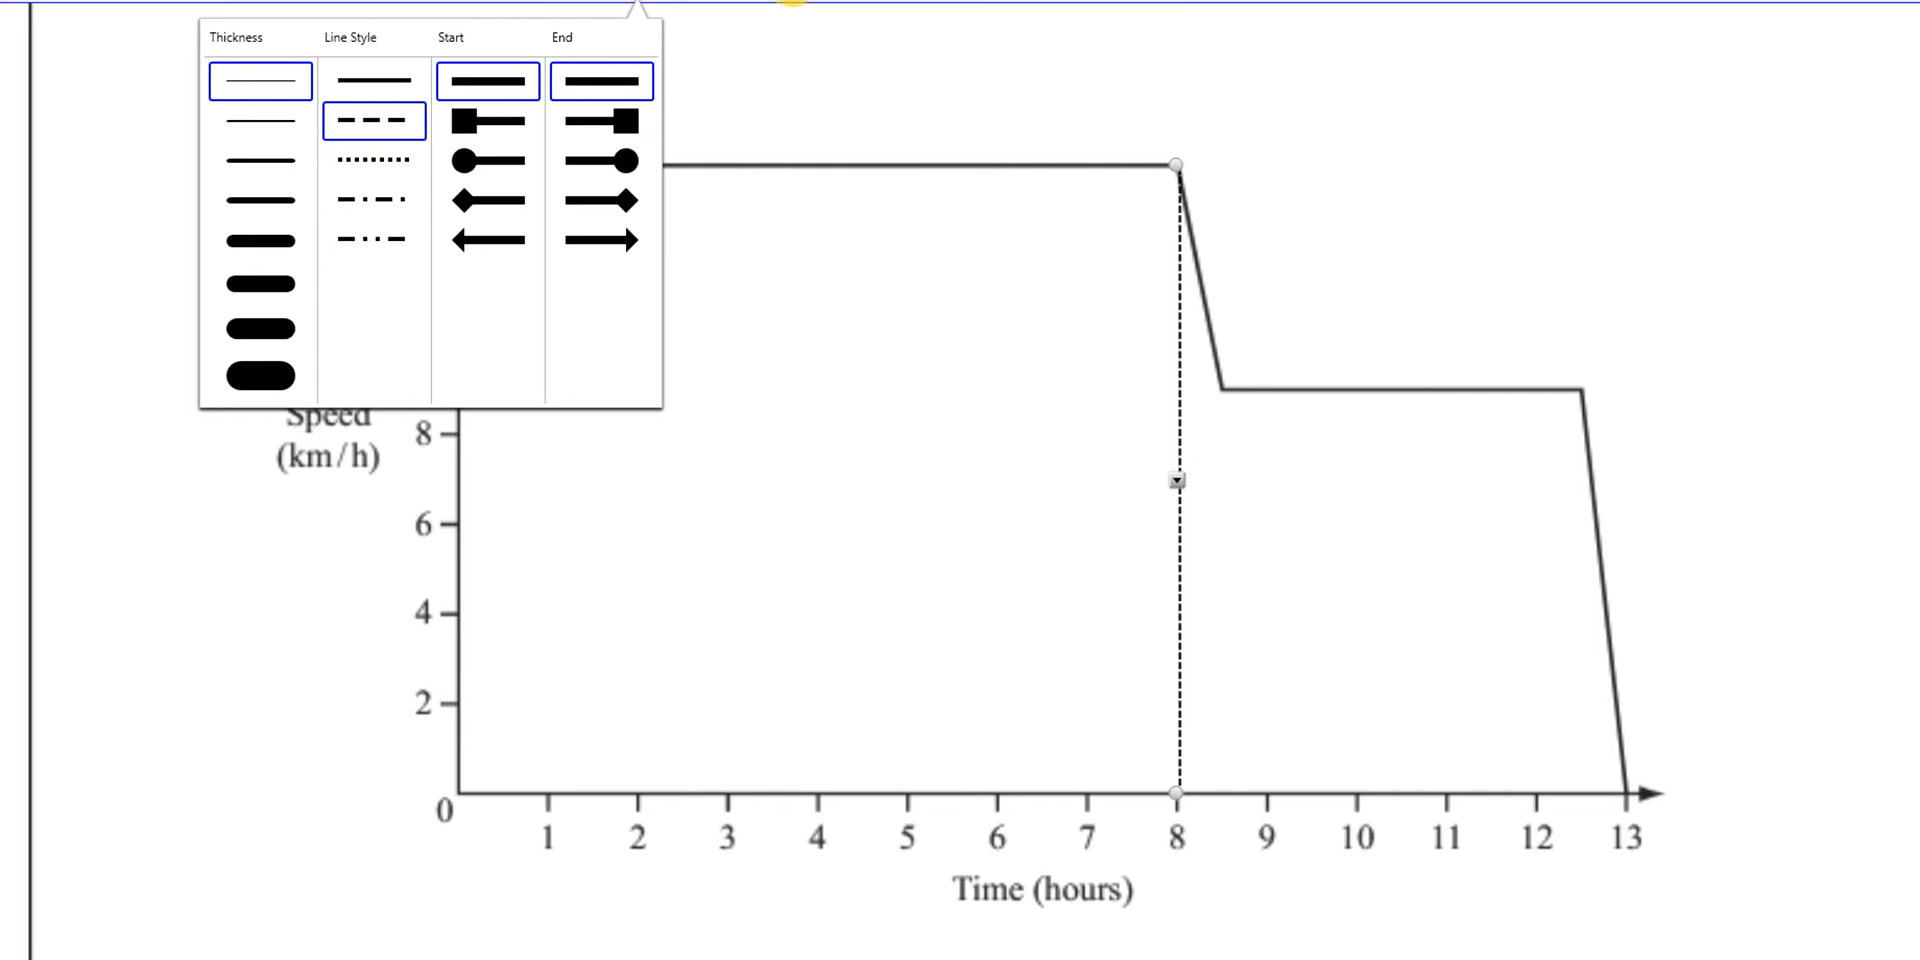 Thickness Line Style Start End
Speed
(km/h)
8
6
4
2
0
1 2 3 4 5 6 7 8 9 10 11 12 13
Time (hours)